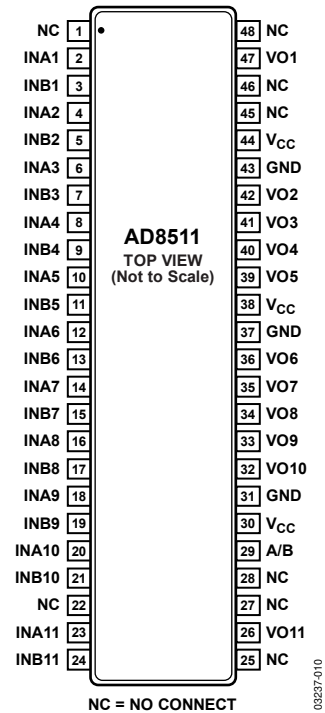 NC 1 48 NC
INA1 2 47 VO1
INB1 3 46 NC
INA2 4 45 NC
INB2 5 44 VCC
INA3 6 43 GND
INB3 7 42 VO2
INA4 8 41 VO3
INB4 9 40 VO4
INA5 10 39 VO5
INB5 11 38 VCC
INA6 12 37 GND
INB6 13 36 VO6
INA7 14 35 VO7
INB7 15 34 VO8
INA8 16 33 VO9
INB8 17 32 VO10
INA9 18 31 GND
INB9 19 30 VCC
INA10 20 29 A/B
INB10 21 28 NC
NC 22 27 NC
INA11 23 26 VO11
INB11 24 25 NC
AD8511
TOP VIEW
(Not to Scale)
NC = NO CONNECT
03237-010